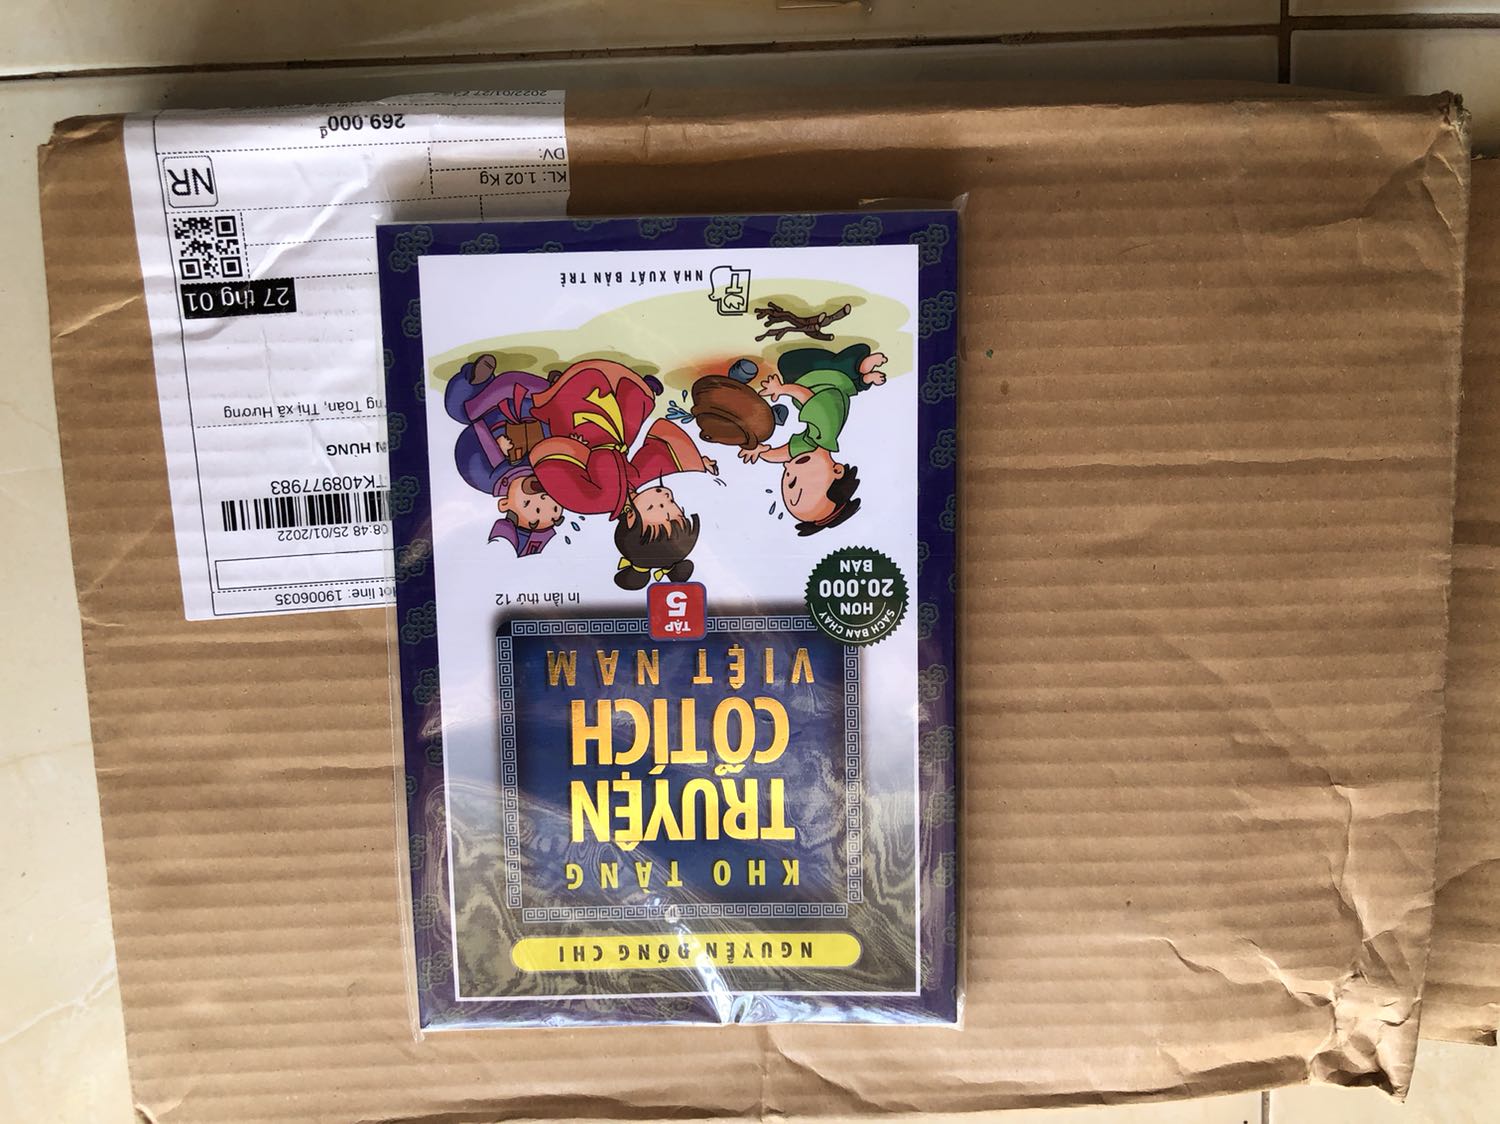 NGUYỄN ĐỔNG CHI
KHO TÀNG
TRUYỆN
CỔ TÍCH
VIỆT NAM
TẬP
5
In lần thứ 12
SÁCH BÁN CHẠY
HƠN
20.000
BẢN
NHÀ XUẤT BẢN TRẺ
Hot line: 19006035
08:48 25/01/2022
TK408977983
N HÙNG
ng Toàn, Thị xã Hương
27 thg 01
NR
KL: 1.02 Kg
DV:
269.000đ